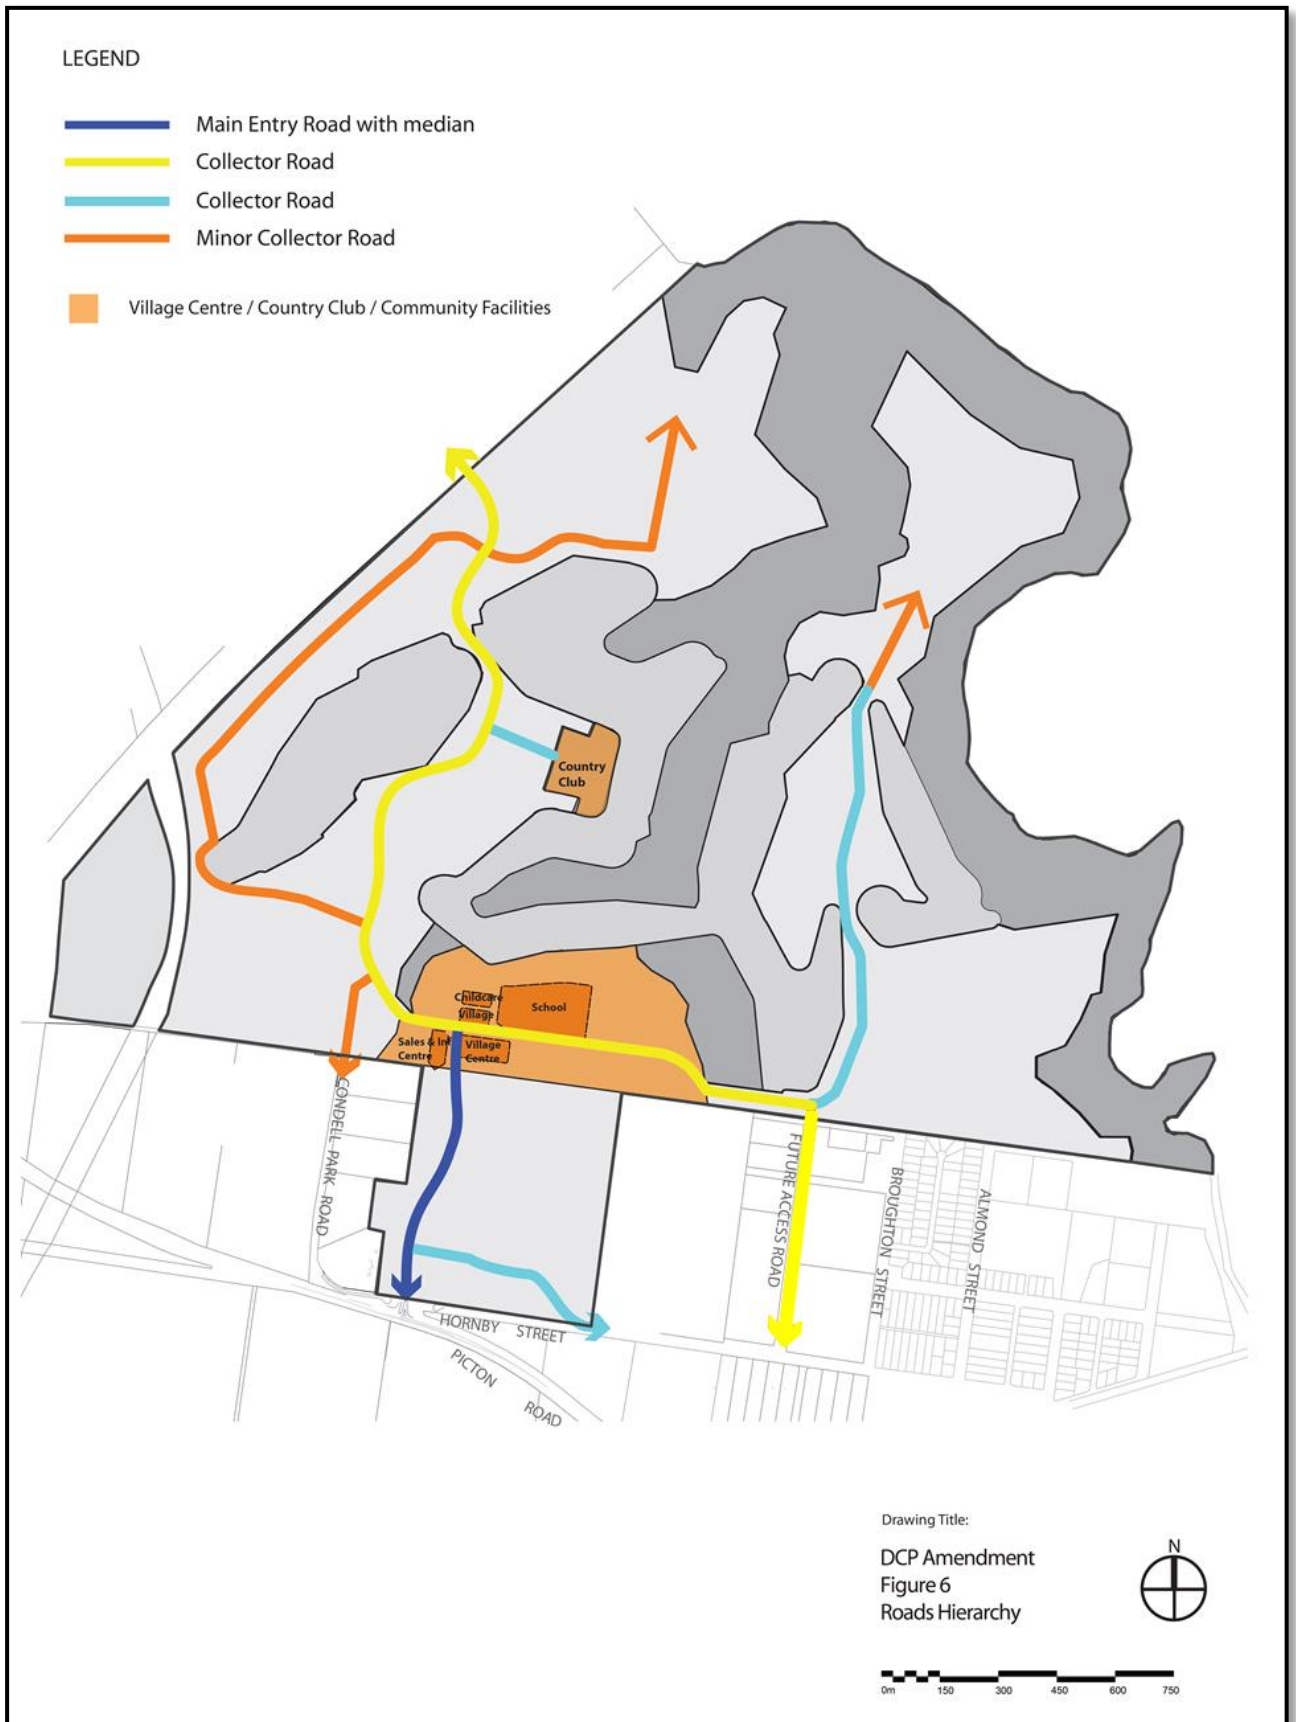 LEGEND
Main Entry Road with median
Collector Road
Collector Road
Minor Collector Road
Village Centre / Country Club / Community Facilities
Country
Club
Childcare
Village
School
Sales & In
Centre
Village
Centre
CONDELL PARK ROAD
FUTURE ACCESS ROAD
BROUGHTON STREET
ALMOND STREET
HORNBY STREET
PICTON ROAD
Drawing Title:
DCP Amendment
Figure 6
Roads Hierarchy
N
0m 150 300 450 600 750